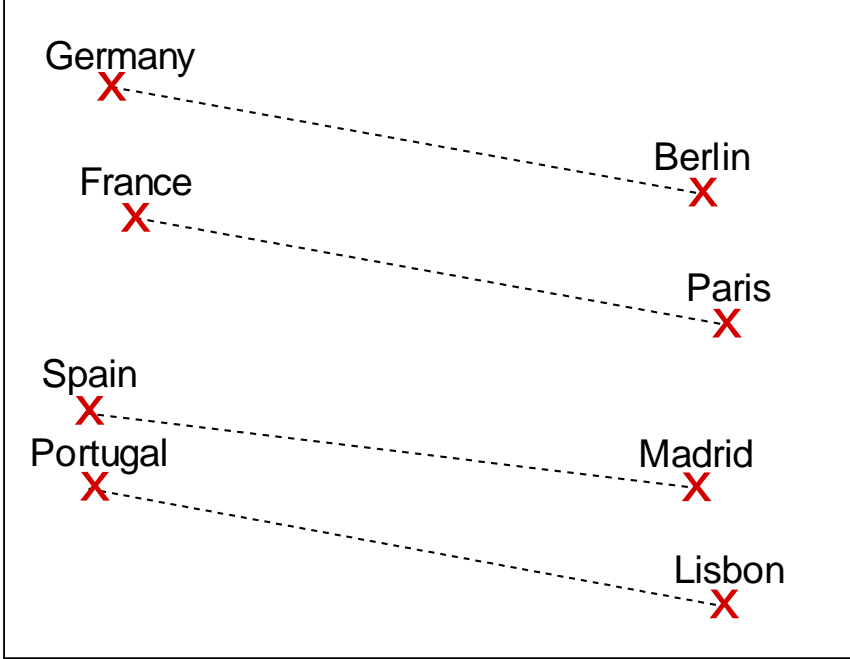 Germany
Berlin
France
Paris
Spain
Portugal
Madrid
Lisbon